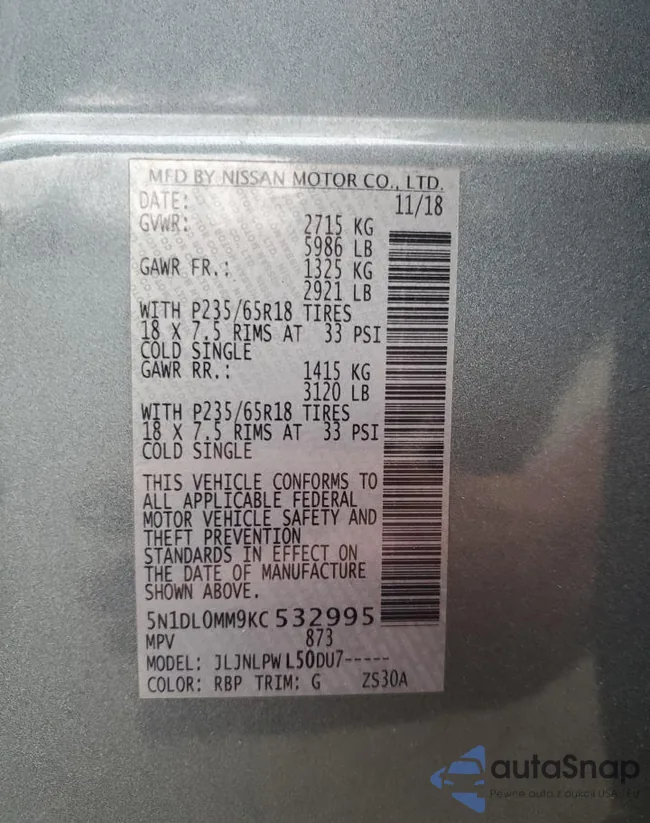 MFD BY NISSAN MOTOR CO., LTD.
DATE: 11/18
GVWR: 2715 KG
5986 LB
GAWR FR.: 1325 KG
2921 LB
WITH P235/65R18 TIRES
18 X 7.5 RIMS AT 33 PSI
COLD SINGLE
GAWR RR.: 1415 KG
3120 LB
WITH P235/65R18 TIRES
18 X 7.5 RIMS AT 33 PSI
COLD SINGLE
THIS VEHICLE CONFORMS TO
ALL APPLICABLE FEDERAL
MOTOR VEHICLE SAFETY AND
THEFT PREVENTION
STANDARDS IN EFFECT ON
THE DATE OF MANUFACTURE
SHOWN ABOVE.
5N1DL0MM9KC532995
MPV 873
MODEL: JLJNLPWL50DU7-----
COLOR: RBP TRIM: G ZS30A
autaSnap
Pewne auta z aukcji USA